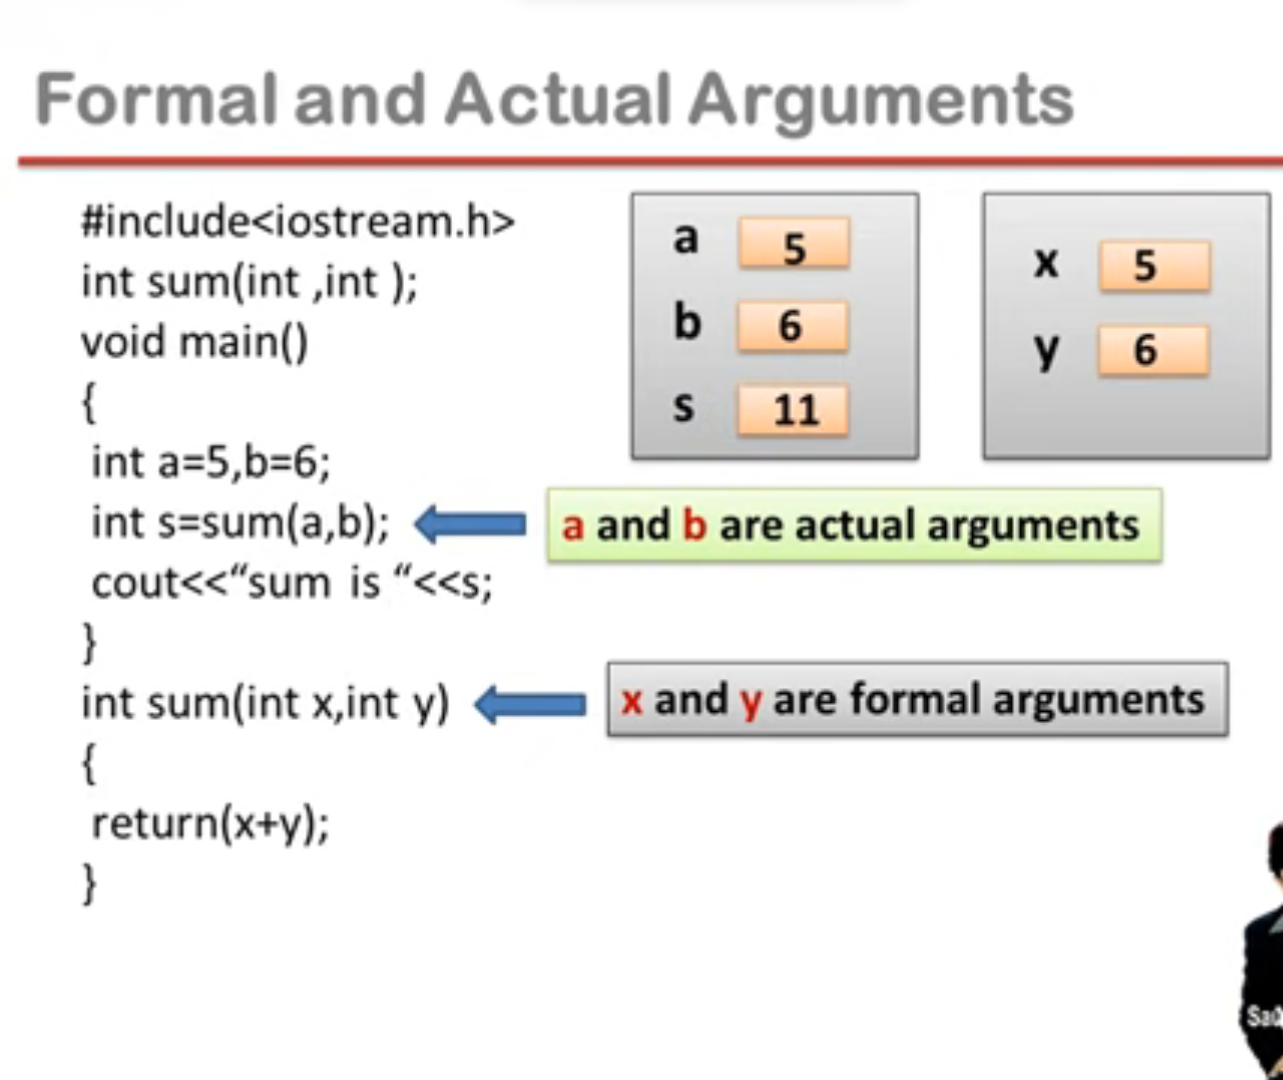 Formal and Actual Arguments
#include<iostream.h>
int sum(int ,int );
void main()
{
int a=5,b=6;
int s=sum(a,b);
cout<<“sum is “<<s;
}
int sum(int x,int y)
{
return(x+y);
}
a 5
b 6
s 11
x 5
y 6
a and b are actual arguments
x and y are formal arguments